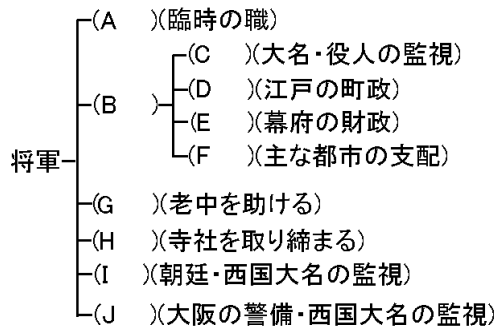 (A　)(臨時の職)
(C　)(大名・役人の監視)
(D　)(江戸の町政)
(B　)
(E　)(幕府の財政)
(F　)(主な都市の支配)
将軍
(G　)(老中を助ける)
(H　)(寺社を取り締まる)
(I　)(朝廷・西国大名の監視)
(J　)(大阪の警備・西国大名の監視)